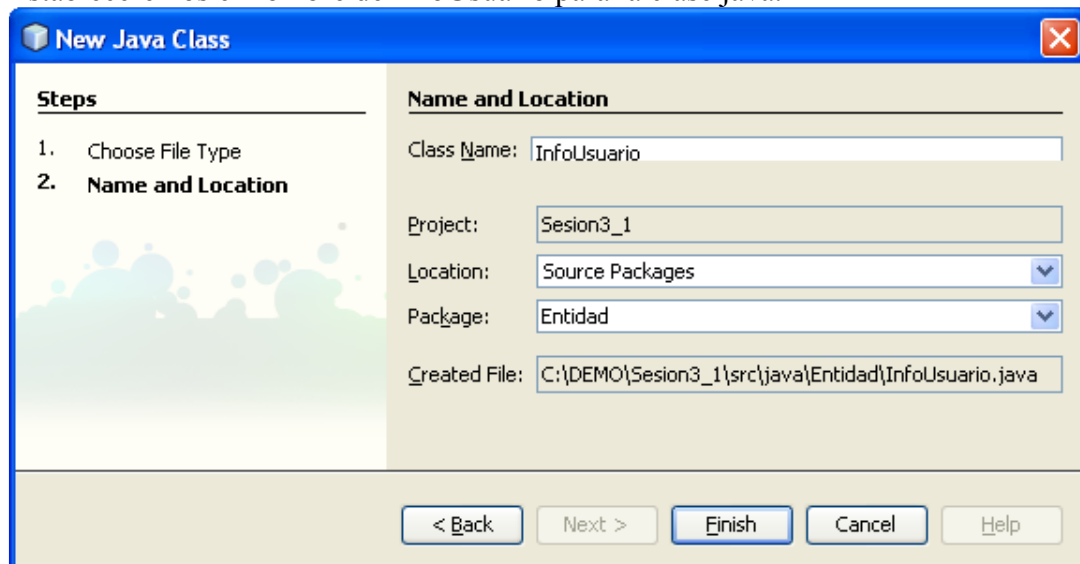 New Java Class
Steps
1. Choose File Type
2. Name and Location
Name and Location
Class Name: InfoUsuario
Project: Sesion3_1
Location: Source Packages
Package: Entidad
Created File: C:\DEMO\Sesion3_1\src\java\Entidad\InfoUsuario.java
< Back Next > Finish Cancel Help